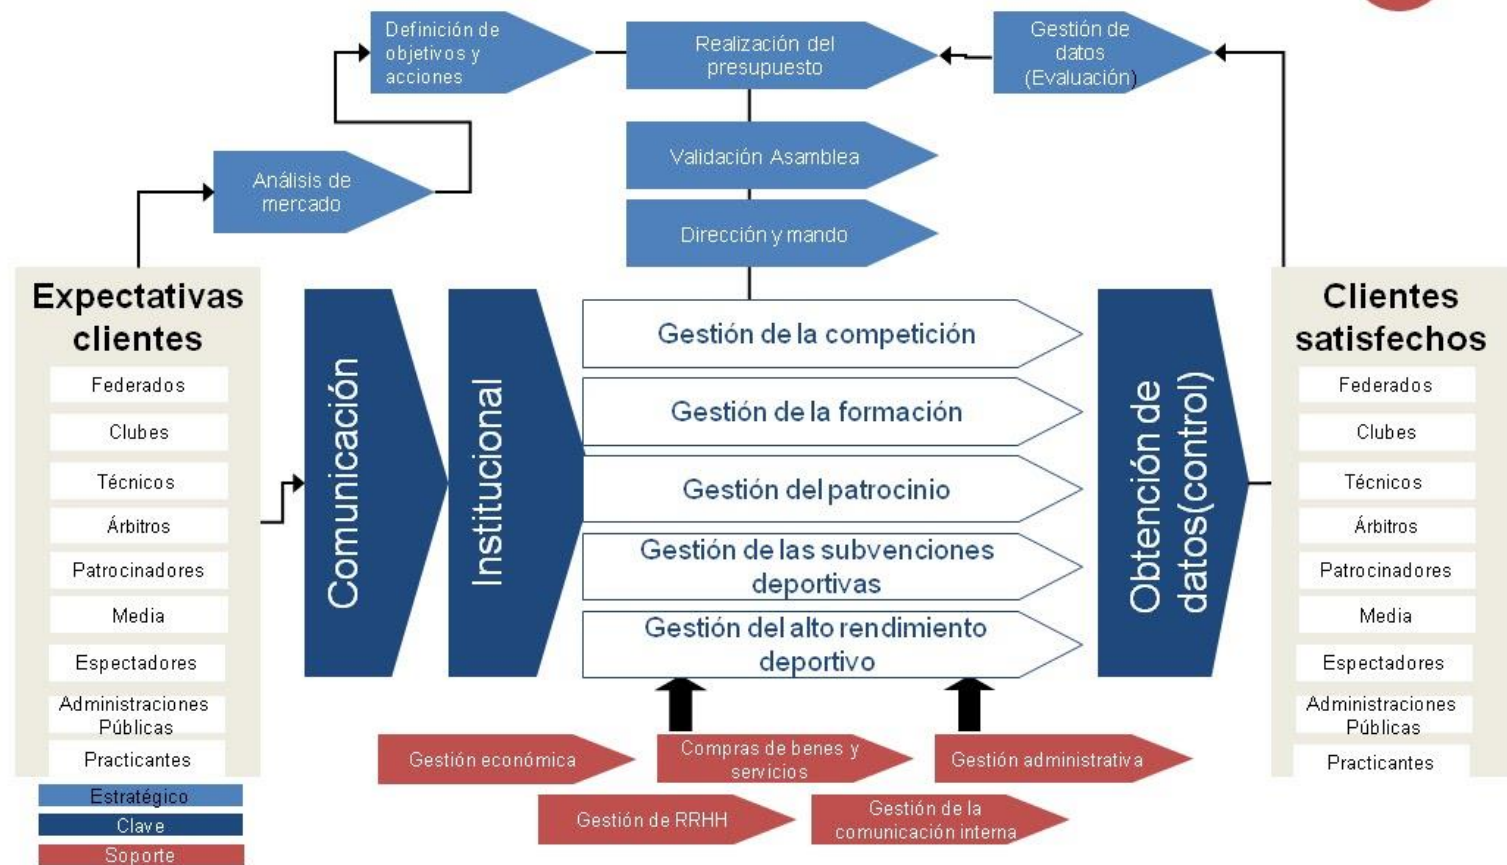 Definición de
objetivos y
acciones
Realización del
presupuesto
Gestión de
datos
(Evaluación)
Validación Asamblea
Análisis de
mercado
Dirección y mando
Expectativas
clientes
Federados
Clubes
Técnicos
Árbitros
Patrocinadores
Media
Espectadores
Administraciones
Públicas
Practicantes
Comunicación
Institucional
Gestión de la competición
Gestión de la formación
Gestión del patrocinio
Gestión de las subvenciones
deportivas
Gestión del alto rendimiento
deportivo
Obtención de
datos(control)
Clientes
satisfechos
Federados
Clubes
Técnicos
Árbitros
Patrocinadores
Media
Espectadores
Administraciones
Públicas
Practicantes
Gestión económica
Compras de benes y
servicios
Gestión administrativa
Gestión de RRHH
Gestión de la
comunicación interna
Estratégico
Clave
Soporte